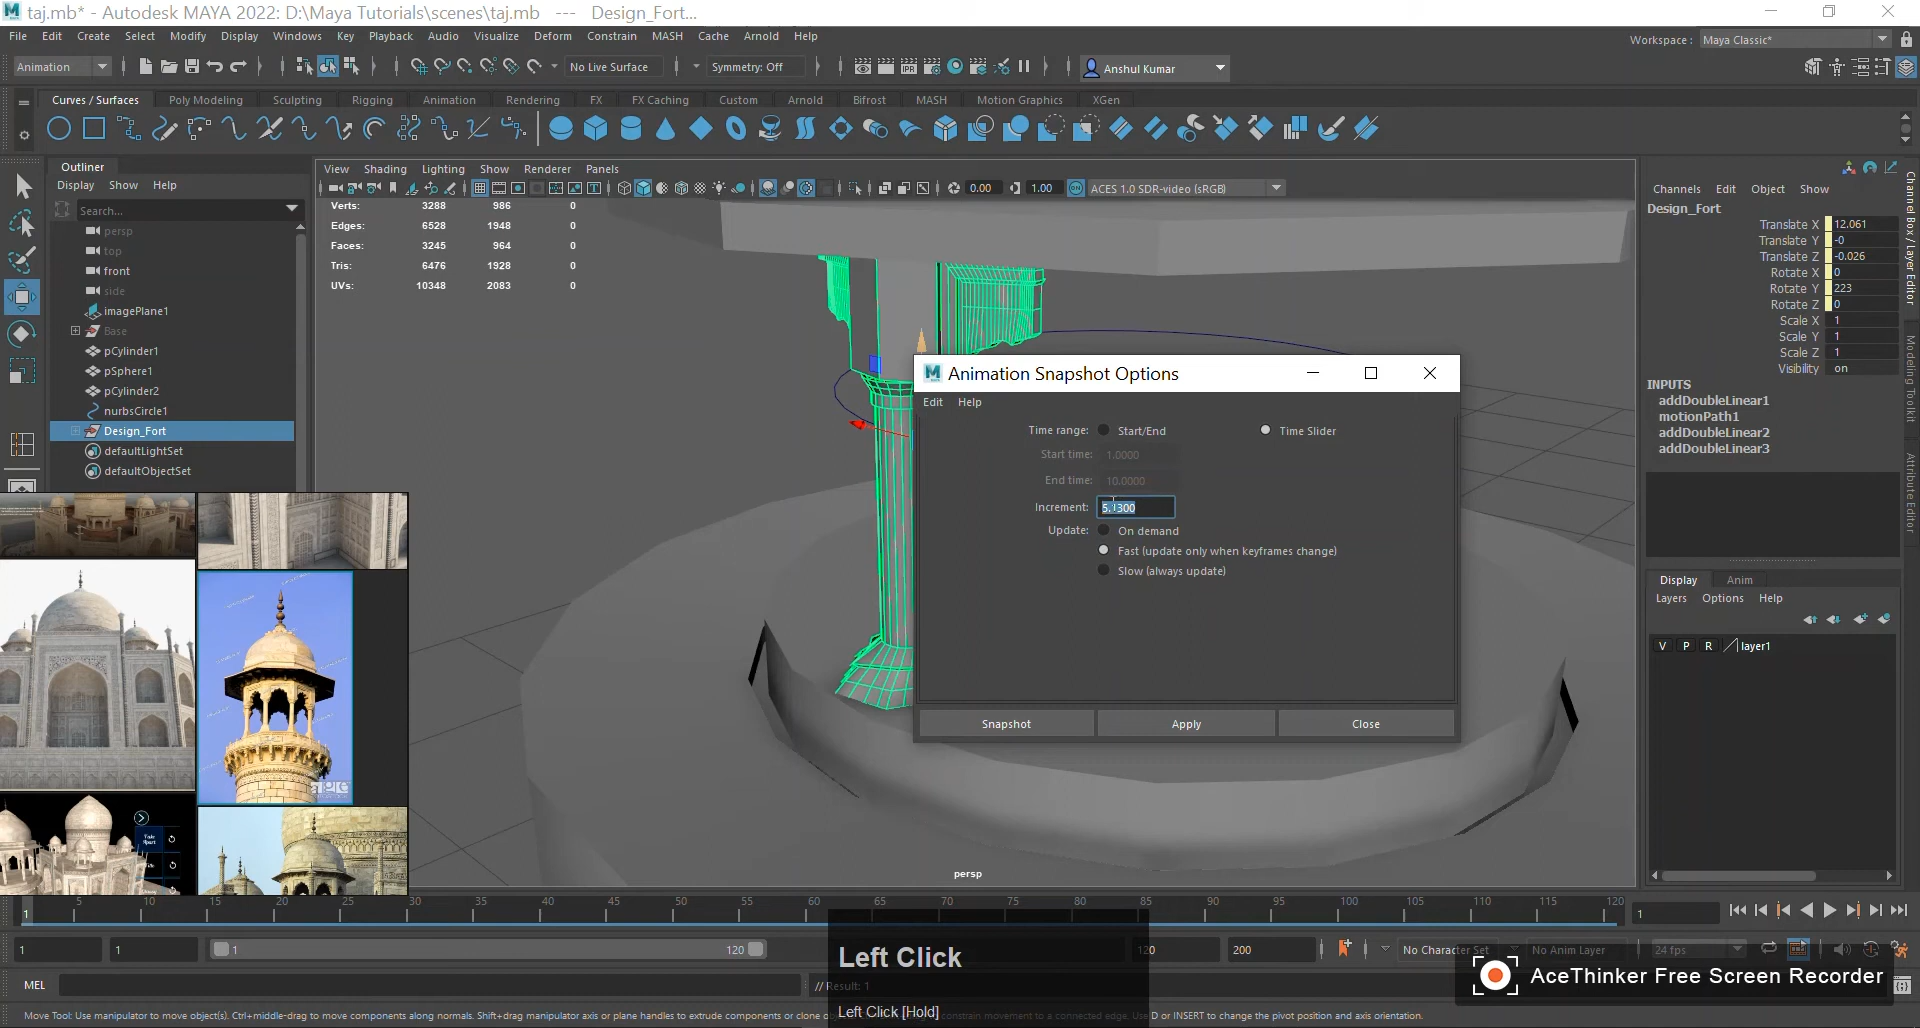 taj.mb* - Autodesk MAYA 2022: D:\Maya Tutorials\scenes\taj.mb --- Design_Fort...
File Edit Create Select Modify Display Windows Key Playback Audio Visualize Deform Constrain MASH Cache Arnold Help
Workspace : Maya Classic*
Animation No Live Surface Symmetry: Off Anshul Kumar
Curves / Surfaces Poly Modeling Sculpting Rigging Animation Rendering FX FX Caching Custom Arnold Bifrost MASH Motion Graphics XGen
Outliner
Display Show Help
Search...
persp
top
front
side
imagePlane1
Base
pCylinder1
pSphere1
pCylinder2
nurbsCircle1
Design_Fort
defaultLightSet
defaultObjectSet
View Shading Lighting Show Renderer Panels
0.00 1.00 ACES 1.0 SDR-video (sRGB)
Verts: 3288 986 0
Edges: 6528 1948 0
Faces: 3245 964 0
Tris: 6476 1928 0
UVs: 10348 2083 0
Animation Snapshot Options
Edit Help
Time range: Start/End Time Slider
Start time: 1.0000
End time: 10.0000
Increment: 5.1300
Update: On demand
Fast (update only when keyframes change)
Slow (always update)
Snapshot Apply Close
persp
Channels Edit Object Show
Design_Fort
Translate X 12.061
Translate Y -0
Translate Z -0.026
Rotate X 0
Rotate Y 223
Rotate Z 0
Scale X 1
Scale Y 1
Scale Z 1
Visibility on
INPUTS
addDoubleLinear1
motionPath1
addDoubleLinear2
addDoubleLinear3
Channel Box / Layer Editor
Modeling Toolkit
Attribute Editor
Display Anim
Layers Options Help
V P R layer1
1 5 10 15 20 25 30 35 40 45 50 55 60 65 70 75 80 85 90 95 100 105 110 115 120
1
1 1 1 120 120 200 No Character Set No Anim Layer 24 fps
MEL // Result: 1
Left Click
Left Click [Hold]
AceThinker Free Screen Recorder
Move Tool: Use manipulator to move object(s). Ctrl+middle-drag to move components along normals. Shift+drag manipulator axis or plane handles to extrude components or clone constrain movement to a connected edge. D or INSERT to change the pivot position and axis orientation.